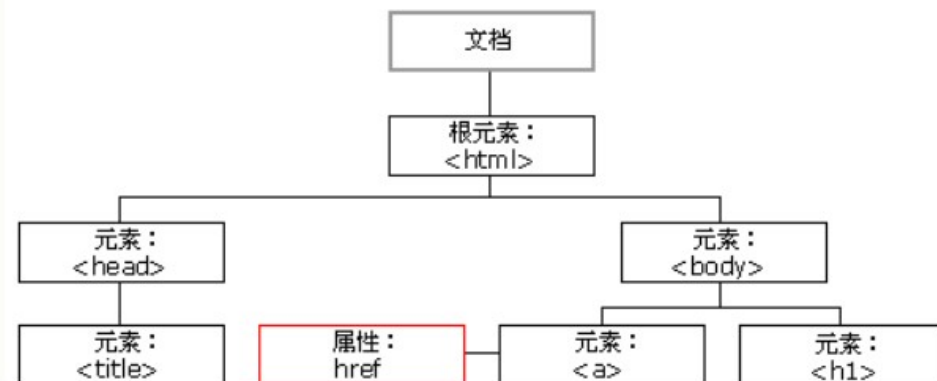 文档
根元素：
<html>
元素：
<head>
元素：
<body>
元素：
<title>
属性：
href
元素：
<a>
元素：
<h1>